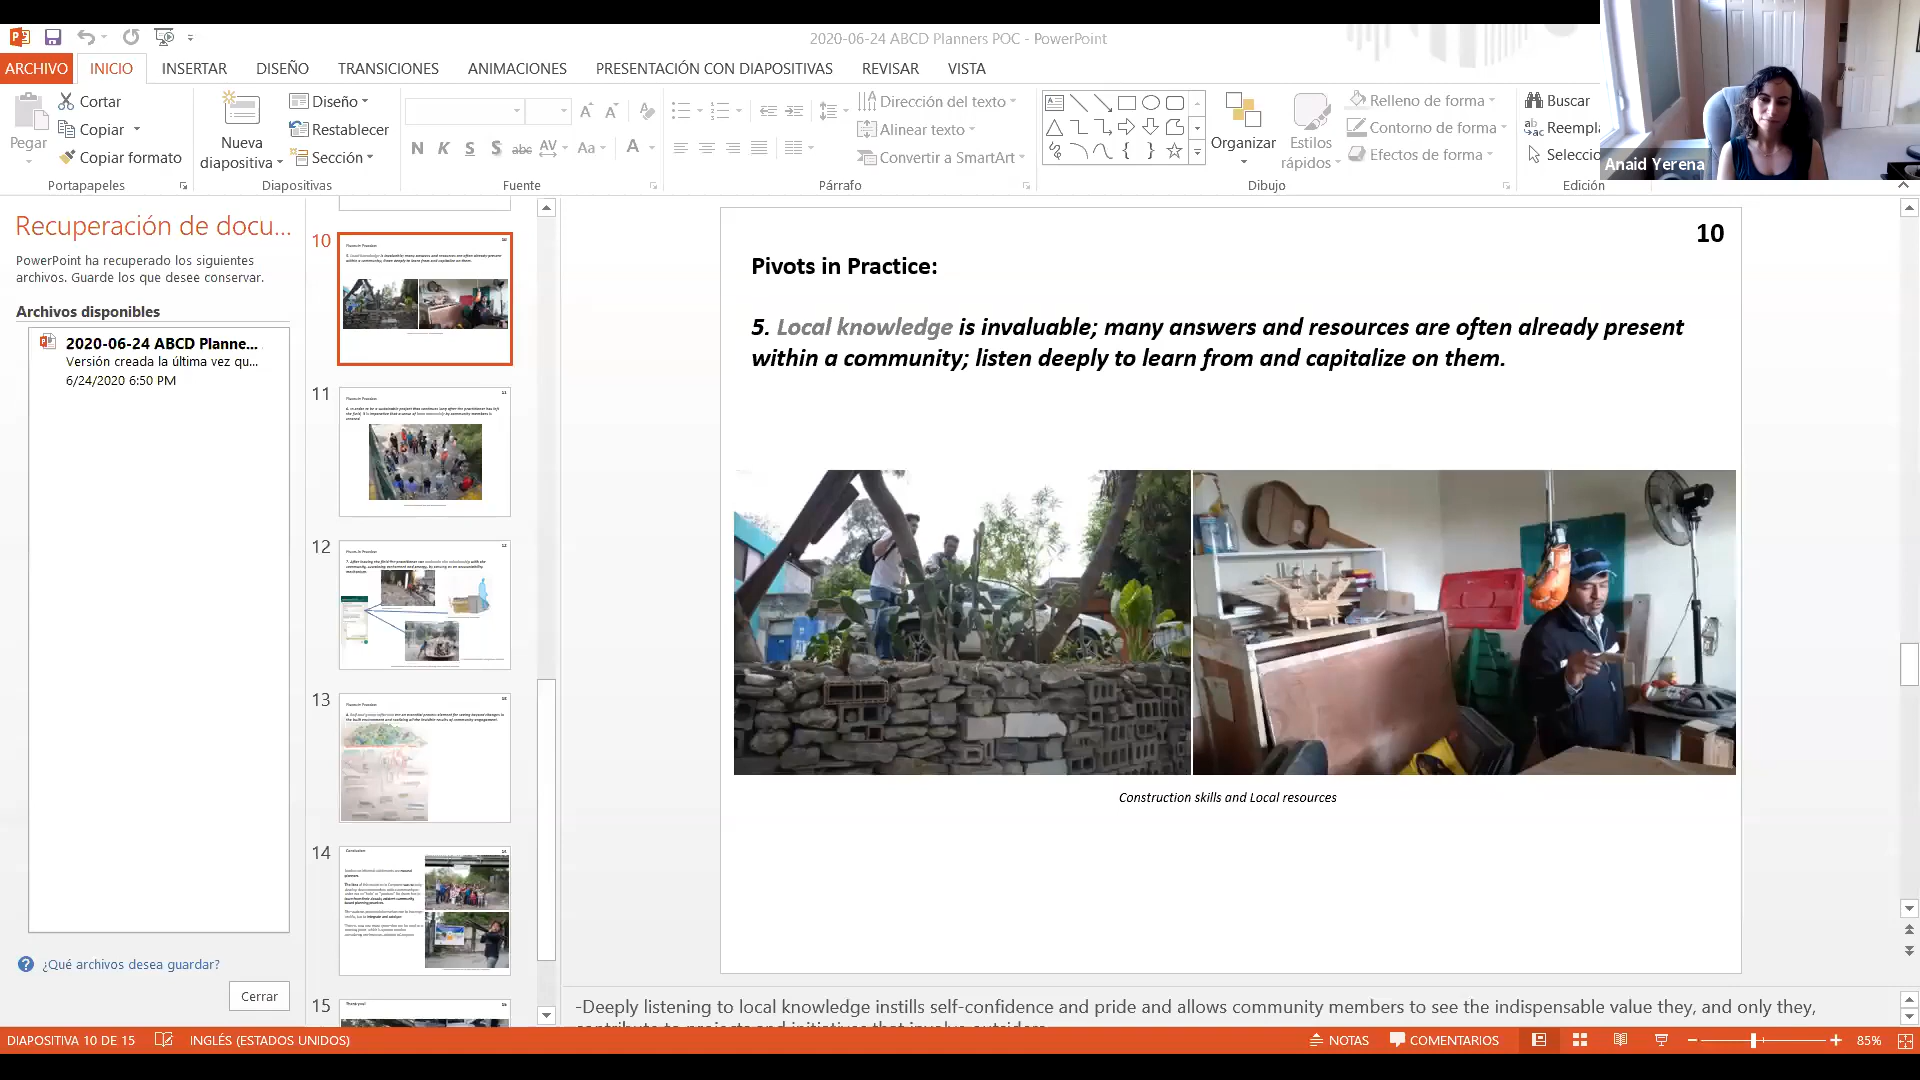 2020-06-24 ABCD Planners POC - PowerPoint
ARCHIVO INICIO INSERTAR DISEÑO TRANSICIONES ANIMACIONES PRESENTACIÓN CON DIAPOSITIVAS REVISAR VISTA
Pegar
Cortar
Copiar
Copiar formato
Portapapeles
Nueva
diapositiva
Diseño
Restablecer
Sección
Diapositivas
N K S S abc AV Aa A
Fuente
Dirección del texto
Alinear texto
Convertir a SmartArt
Párrafo
Organizar
Estilos
rápidos
Relleno de forma
Contorno de forma
Efectos de forma
Dibujo
Buscar
Reempl
Seleccio
Edición
Anaid Yerena
Recuperación de docu...
PowerPoint ha recuperado los siguientes
archivos. Guarde los que desee conservar.
Archivos disponibles
2020-06-24 ABCD Planne...
Versión creada la última vez qu...
6/24/2020 6:50 PM
¿Qué archivos desea guardar?
Cerrar
10
11
12
13
14
15
10
Pivots in Practice:
5. Local knowledge is invaluable; many answers and resources are often already present
within a community; listen deeply to learn from and capitalize on them.
Construction skills and Local resources
-Deeply listening to local knowledge instills self-confidence and pride and allows community members to see the indispensable value they, and only they,
DIAPOSITIVA 10 DE 15 INGLÉS (ESTADOS UNIDOS) NOTAS COMENTARIOS 85%